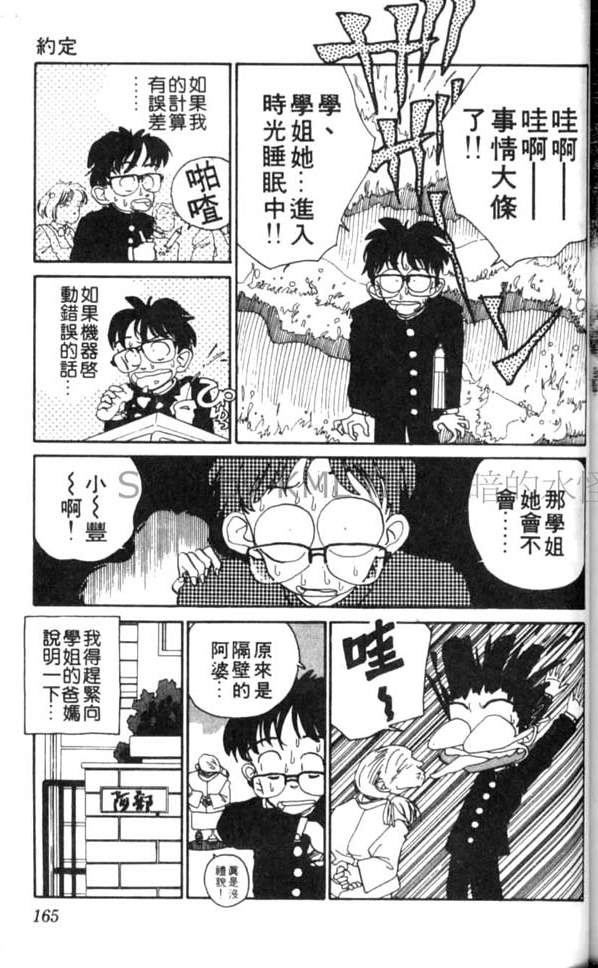 約定
哇啊——
哇啊——
事情大條
了!!
學、
學姐她…進入
時光睡眠中!!
如果我
的計算
有誤差
……
啪喳
如果機器啓
動錯誤的話…
那學姐
她會不
會……
小～豐
～啊!
哇～
原來是
隔壁的
阿婆…
真是沒
禮貌!
我得趕緊向
學姐的爸媽
說明一下…
165